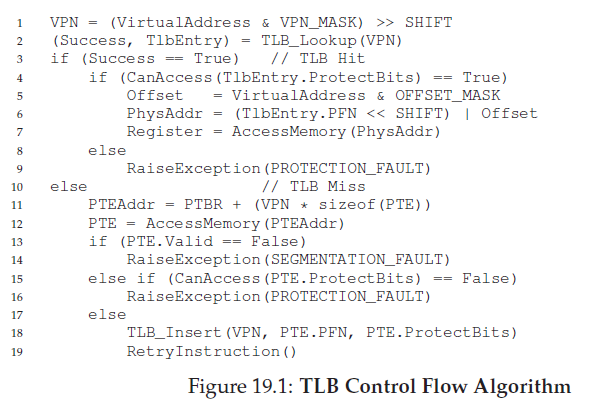 1 VPN = (VirtualAddress & VPN_MASK) >> SHIFT
2 (Success, TlbEntry) = TLB_Lookup(VPN)
3 if (Success == True) // TLB Hit
4 if (CanAccess(TlbEntry.ProtectBits) == True)
5 Offset = VirtualAddress & OFFSET_MASK
6 PhysAddr = (TlbEntry.PFN << SHIFT) | Offset
7 Register = AccessMemory(PhysAddr)
8 else
9 RaiseException(PROTECTION_FAULT)
10 else // TLB Miss
11 PTEAddr = PTBR + (VPN * sizeof(PTE))
12 PTE = AccessMemory(PTEAddr)
13 if (PTE.Valid == False)
14 RaiseException(SEGMENTATION_FAULT)
15 else if (CanAccess(PTE.ProtectBits) == False)
16 RaiseException(PROTECTION_FAULT)
17 else
18 TLB_Insert(VPN, PTE.PFN, PTE.ProtectBits)
19 RetryInstruction()
Figure 19.1: TLB Control Flow Algorithm